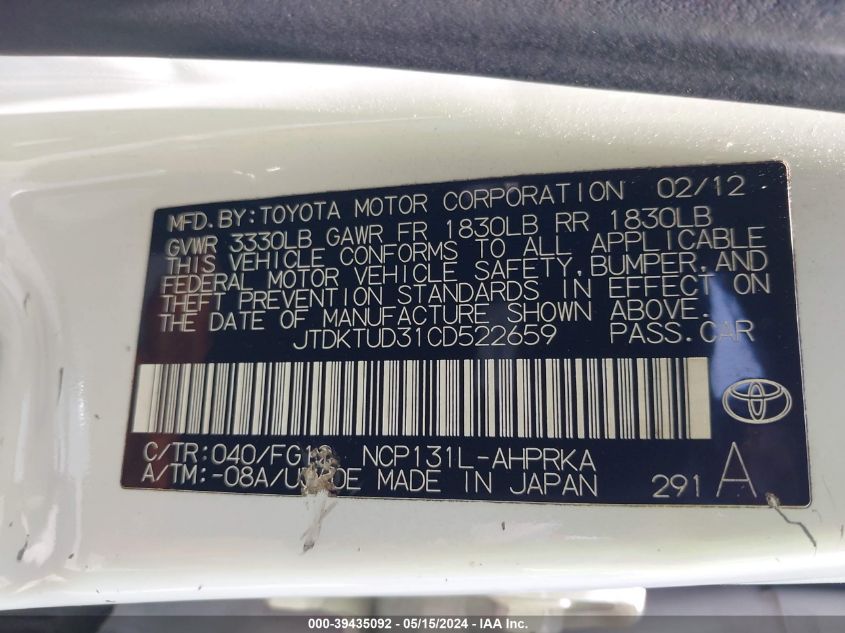 MFD. BY: TOYOTA MOTOR CORPORATION 02/12
GVWR 3330LB GAWR FR 1830LB RR 1830LB
THIS VEHICLE CONFORMS TO ALL APPLICABLE
FEDERAL MOTOR VEHICLE SAFETY, BUMPER, AND
THEFT PREVENTION STANDARDS IN EFFECT ON
THE DATE OF MANUFACTURE SHOWN ABOVE.
JTDKTUD31CD522659 PASS.CAR
C/TR: 040/ NCP131L-AHPRKA
A/TM: -08A/ MADE IN JAPAN 291 A
000-39435092 - 05/15/2024 - IAA Inc.